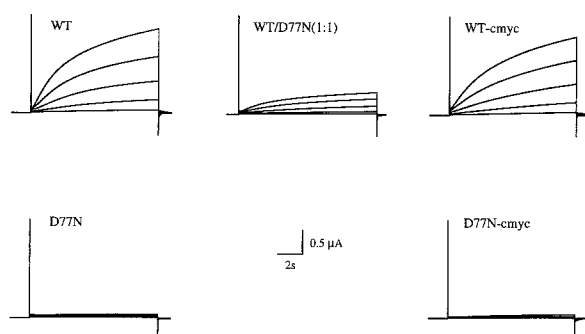 WT
WT/D77N(1:1)
WT-cmyc
D77N
0.5 µA
2s
D77N-cmyc